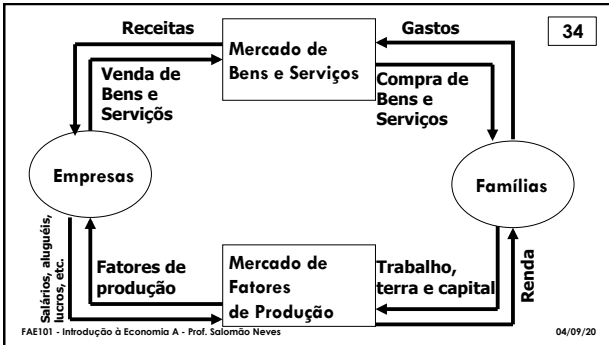 Receitas
Mercado de
Bens e Serviços
Gastos
34
Venda de
Bens e
Serviçõs
Compra de
Bens e
Serviços
Empresas
Famílias
Salários, aluguéis,
lucros, etc.
Fatores de
produção
Mercado de
Fatores
de Produção
Trabalho,
terra e capital
Renda
FAE101 - Introdução à Economia A - Prof. Salomão Neves
04/09/20